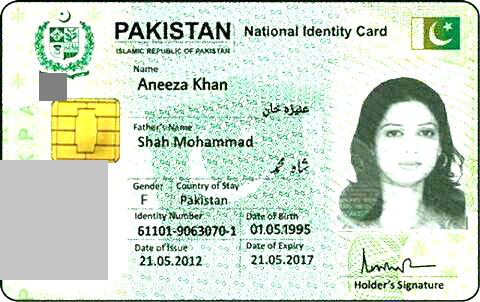 PAKISTAN National Identity Card
ISLAMIC REPUBLIC OF PAKISTAN
Name
Aneeza Khan
عنیزہ خان
Father's Name
Shah Mohammad
شاہ محمد
Gender Country of Stay
F Pakistan
Identity Number Date of Birth
61101-9063070-1 01.05.1995
Date of Issue Date of Expiry
21.05.2012 21.05.2017
Holder's Signature